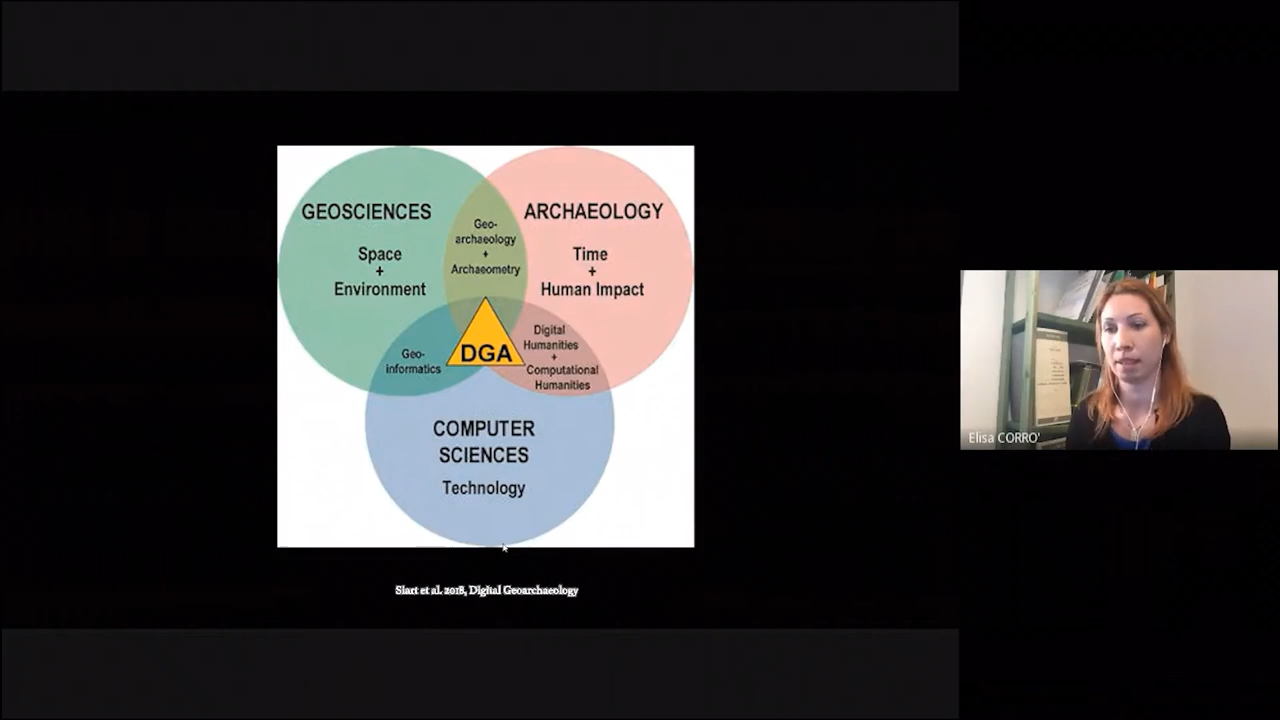 GEOSCIENCES
Space
+
Environment
Geo-
archaeology
+
Archaeometry
ARCHAEOLOGY
Time
+
Human Impact
Geo-
informatics
DGA
Digital
Humanities
+
Computational
Humanities
COMPUTER
SCIENCES
Technology
Siart et al. 2018, Digital Geoarchaeology
Elisa CORRO'